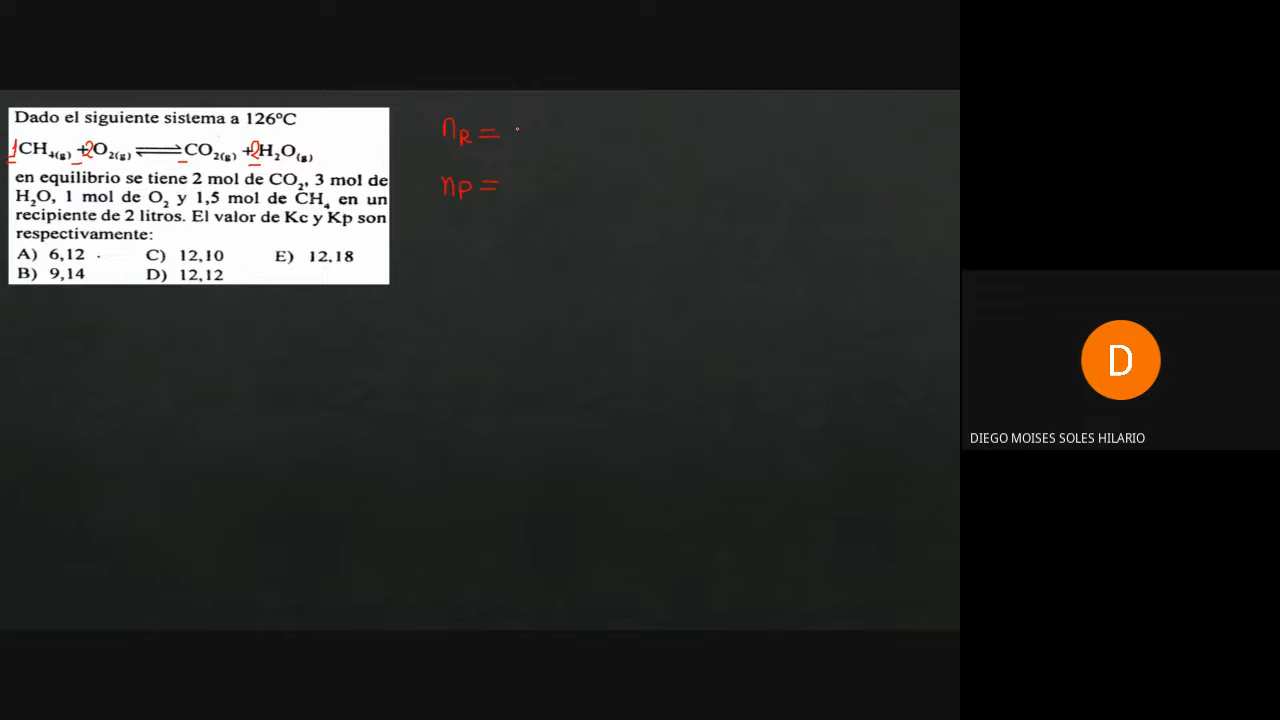 Dado el siguiente sistema a 126°C
1CH4(g) + 2O2(g) ⇌ CO2(g) + 2H2O(g)
en equilibrio se tiene 2 mol de CO2, 3 mol de
H2O, 1 mol de O2 y 1,5 mol de CH4 en un
recipiente de 2 litros. El valor de Kc y Kp son
respectivamente:
A) 6,12 C) 12,10 E) 12,18
B) 9,14 D) 12,12
nR =
nP =
D
DIEGO MOISES SOLES HILARIO